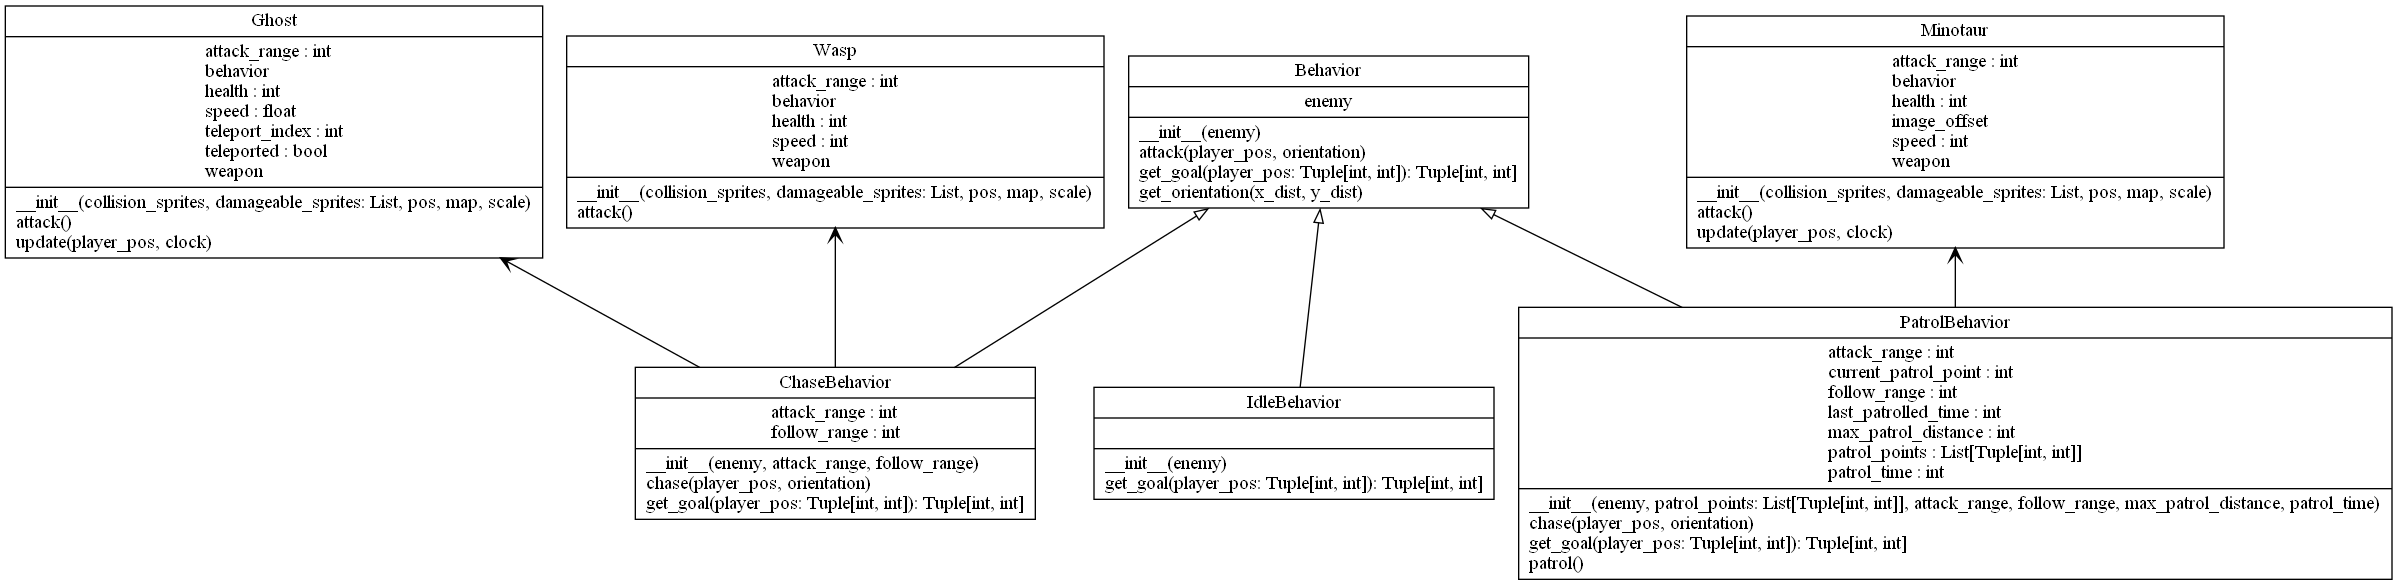 Ghost
attack_range : int
behavior
health : int
speed : float
teleport_index : int
teleported : bool
weapon
__init__(collision_sprites, damageable_sprites: List, pos, map, scale)
attack()
update(player_pos, clock)
Wasp
attack_range : int
behavior
health : int
speed : int
weapon
__init__(collision_sprites, damageable_sprites: List, pos, map, scale)
attack()
Behavior
enemy
__init__(enemy)
attack(player_pos, orientation)
get_goal(player_pos: Tuple[int, int]): Tuple[int, int]
get_orientation(x_dist, y_dist)
Minotaur
attack_range : int
behavior
health : int
image_offset
speed : int
weapon
__init__(collision_sprites, damageable_sprites: List, pos, map, scale)
attack()
update(player_pos, clock)
ChaseBehavior
attack_range : int
follow_range : int
__init__(enemy, attack_range, follow_range)
chase(player_pos, orientation)
get_goal(player_pos: Tuple[int, int]): Tuple[int, int]
IdleBehavior
__init__(enemy)
get_goal(player_pos: Tuple[int, int]): Tuple[int, int]
PatrolBehavior
attack_range : int
current_patrol_point : int
follow_range : int
last_patrolled_time : int
max_patrol_distance : int
patrol_points : List[Tuple[int, int]]
patrol_time : int
__init__(enemy, patrol_points: List[Tuple[int, int]], attack_range, follow_range, max_patrol_distance, patrol_time)
chase(player_pos, orientation)
get_goal(player_pos: Tuple[int, int]): Tuple[int, int]
patrol()